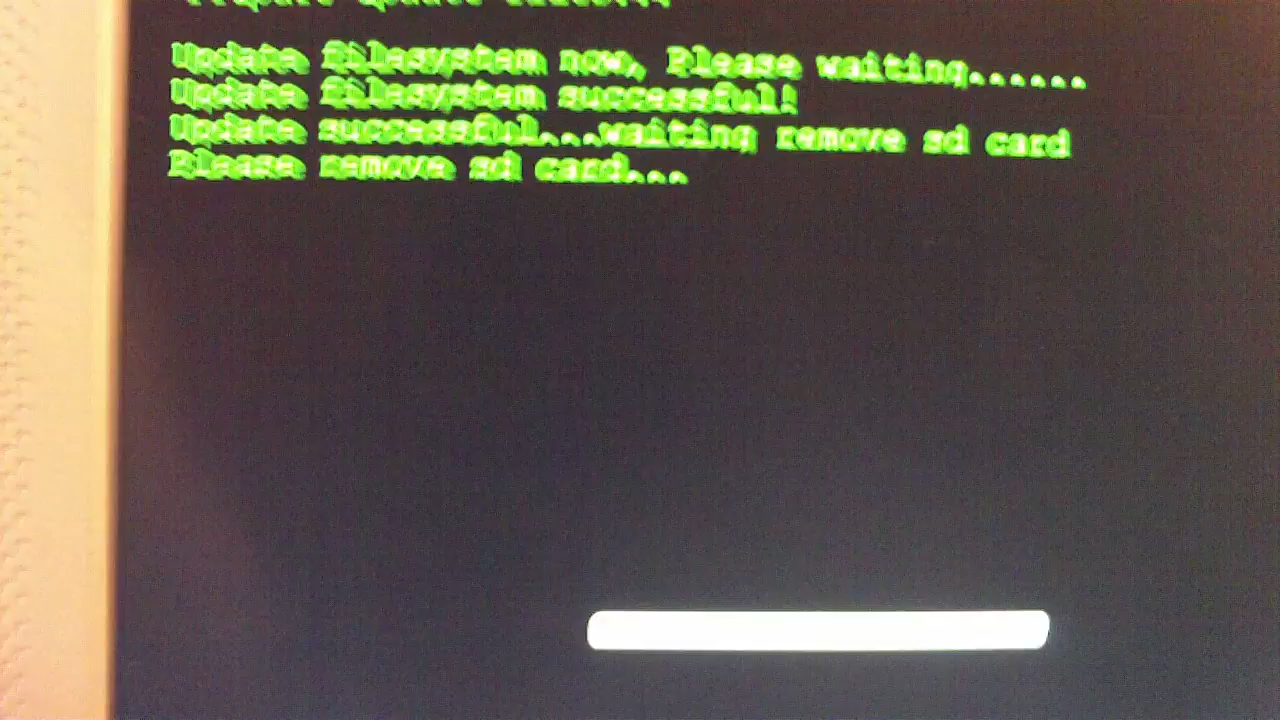 Update filesystem now, Please waiting......
Update filesystem successful!
Update successful...waiting remove sd card
Please remove sd card...